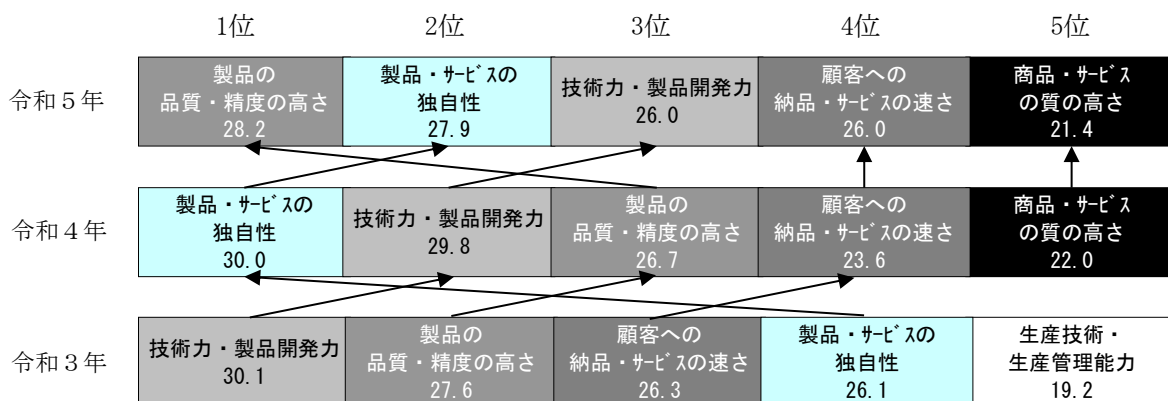 1位 2位 3位 4位 5位
令和５年
製品の
品質・精度の高さ
28.2
製品・ｻｰﾋﾞｽの
独自性
27.9
技術力・製品開発力
26.0
顧客への
納品・ｻｰﾋﾞｽの速さ
26.0
商品・ｻｰﾋﾞｽ
の質の高さ
21.4
令和４年
製品・ｻｰﾋﾞｽの
独自性
30.0
技術力・製品開発力
29.8
製品の
品質・精度の高さ
26.7
顧客への
納品・ｻｰﾋﾞｽの速さ
23.6
商品・ｻｰﾋﾞｽ
の質の高さ
22.0
令和３年
技術力・製品開発力
30.1
製品の
品質・精度の高さ
27.6
顧客への
納品・ｻｰﾋﾞｽの速さ
26.3
製品・ｻｰﾋﾞｽの
独自性
26.1
生産技術・
生産管理能力
19.2